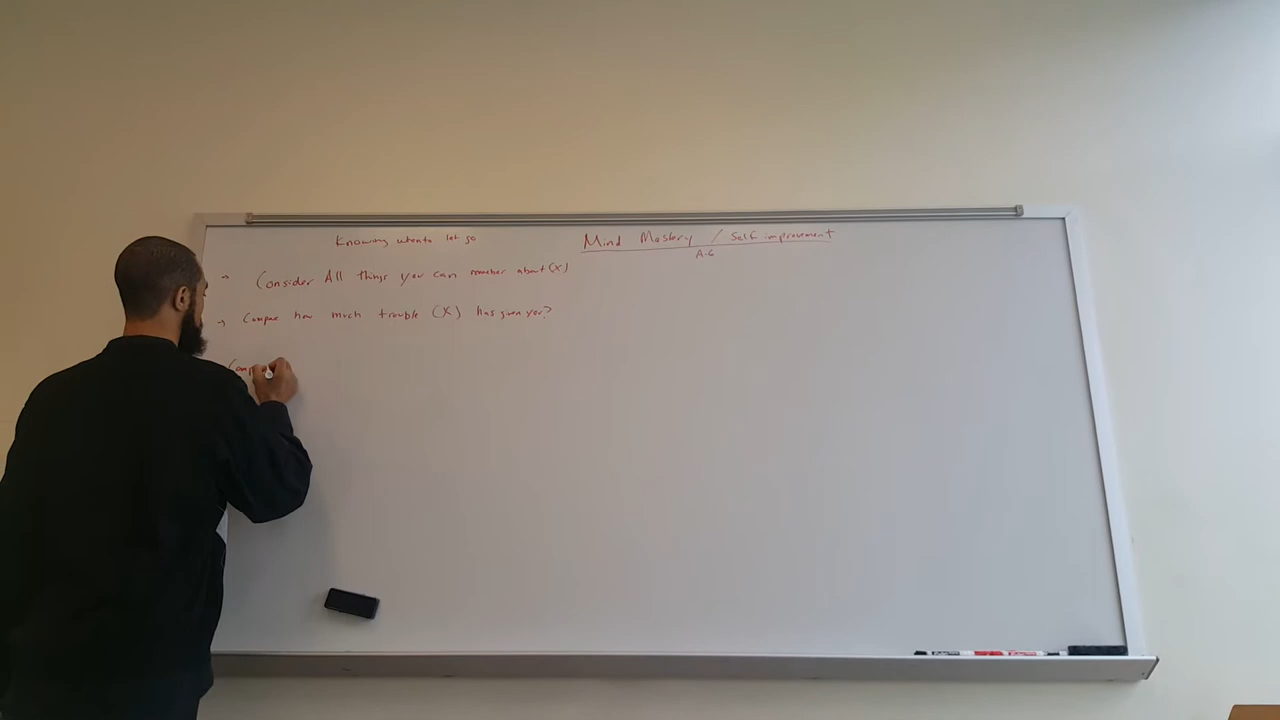 Knowing when to let go
Mind Mastery / Self improvement
A.G
→ Consider All things you can remember about (X)
→ Compare how much trouble (X) has given you?
Comp